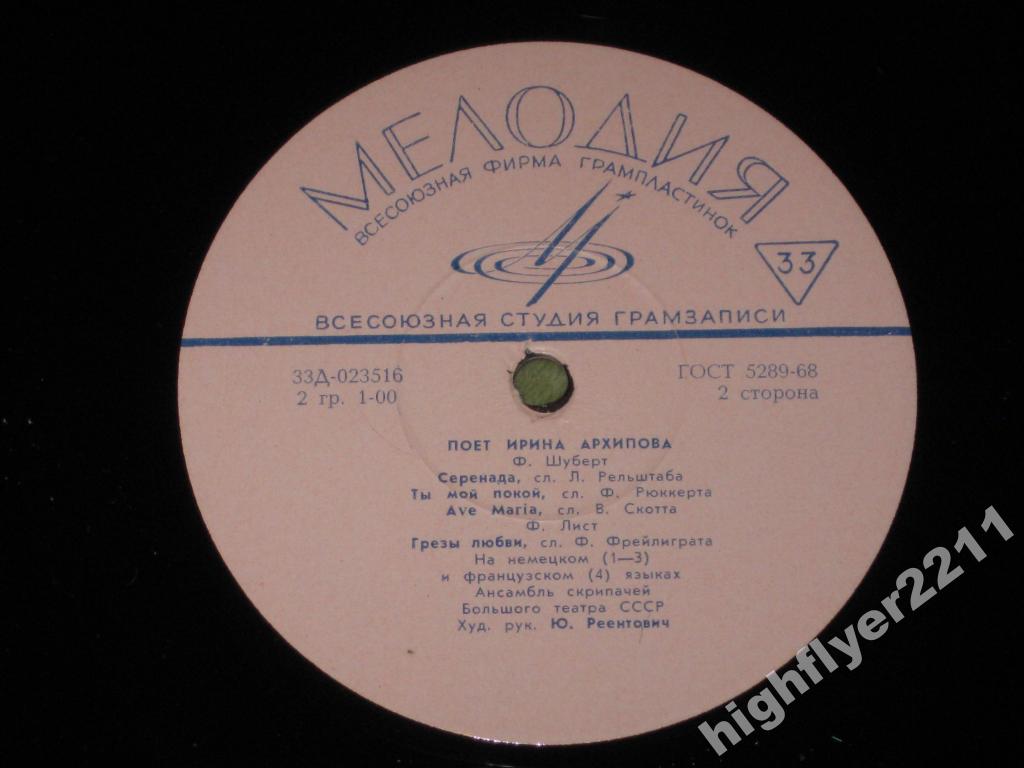 МЕЛОДИЯ
ВСЕСОЮЗНАЯ ФИРМА ГРАМПЛАСТИНОК
33
ВСЕСОЮЗНАЯ СТУДИЯ ГРАМЗАПИСИ
33Д-023516
2 гр. 1-00
ГОСТ 5289-68
2 сторона
ПОЕТ ИРИНА АРХИПОВА
Ф. Шуберт
Серенада, сл. Л. Рельштаба
Ты мой покой, сл. Ф. Рюккерта
Ave Maria, сл. В. Скотта
Ф. Лист
Грезы любви, сл. Ф. Фрейлиграта
На немецком (1—3)
и французском (4) языках
Ансамбль скрипачей
Большого театра СССР
Худ. рук. Ю. Реентович
highflyer2211